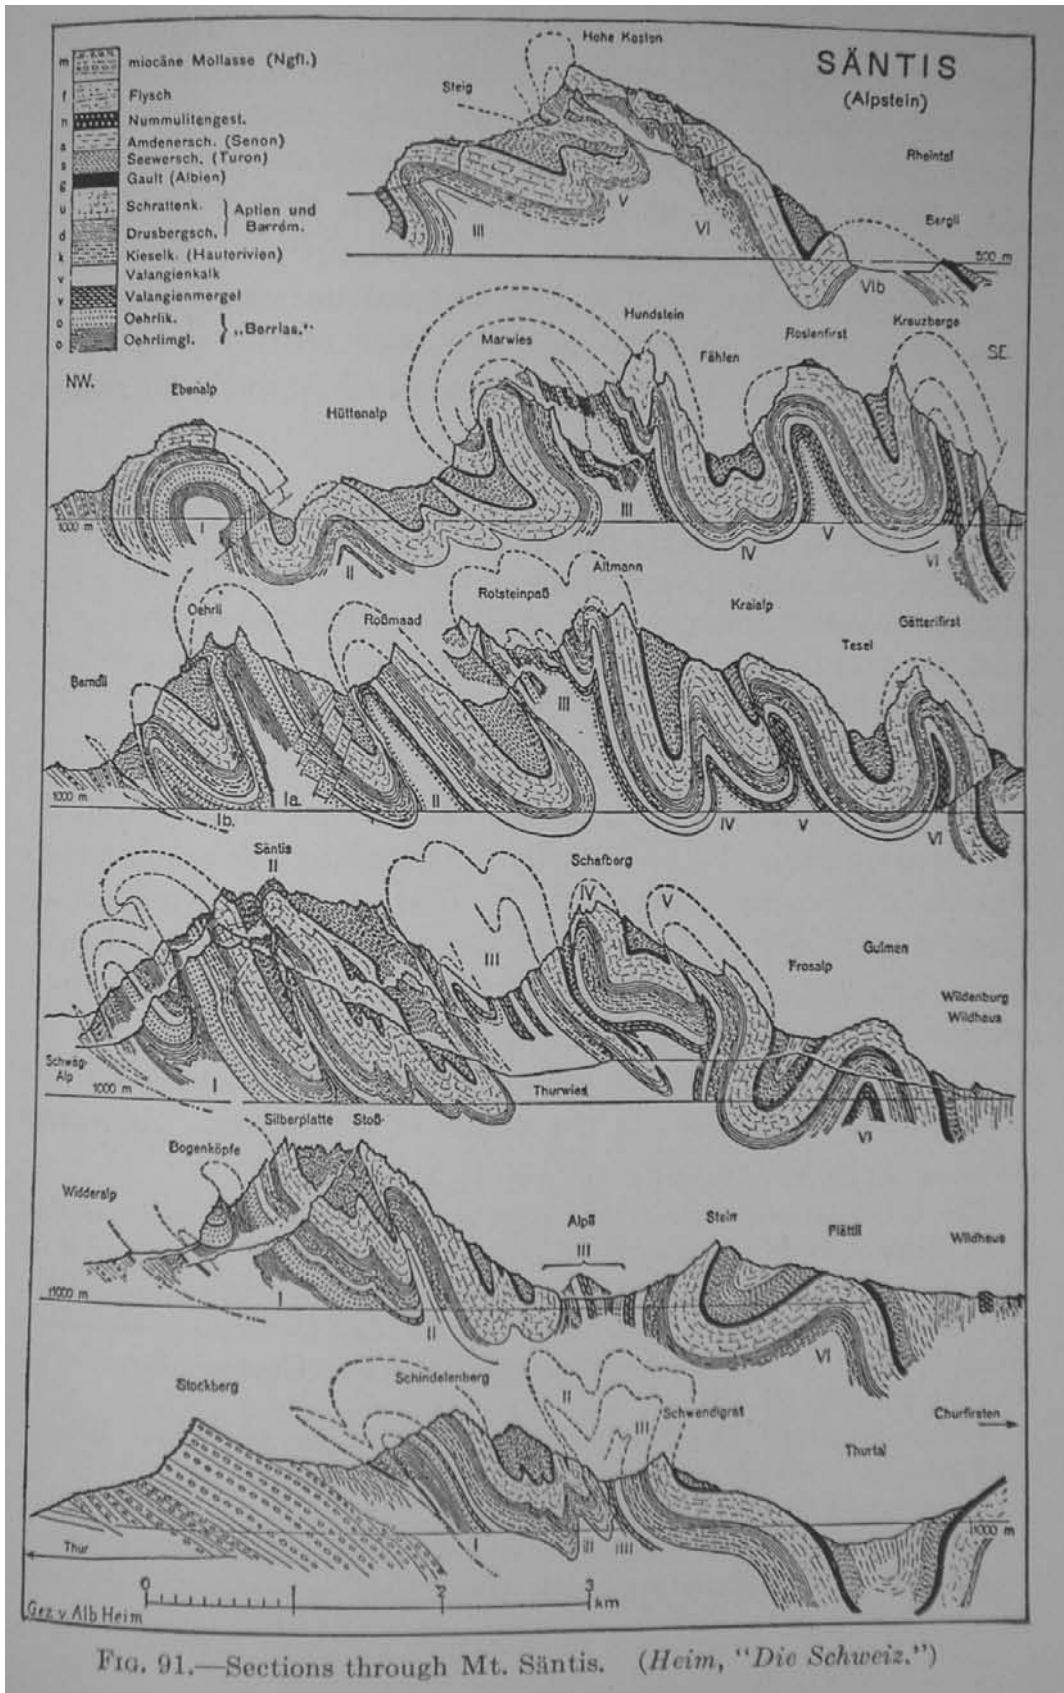 SÄNTIS
(Alpstein)
m miocäne Mollasse (Ngfl.)
f Flysch
n Nummulitengest.
a Amdenersch. (Senon)
s Seewersch. (Turon)
g Gault (Albien)
u Schrattenk. } Aptien und
d Drusbergsch. Barrêm.
k Kieselk. (Hauterivien)
v Valangienkalk
v Valangienmergel
o Oehrlik. } „Berrias."
o Oehrlimgl.
Hohe Kasten
Steig
Rheintal
Bergli
500 m
III V VI VIb
NW.
SE.
Ebenalp
Hüttenalp
Marwies
Hundstein
Fählen
Roslenfirst
Kreuzberge
1000 m
I II III IV V VI
Berndli
Oehrli
Roßmaad
Rotsteinpaß
Altmann
Kraialp
Tesel
Gätterifirst
1000 m
Ib Ia II III IV V VI
Säntis
II
Schafberg
IV
V
III
Frosalp
Gulmen
Wildenburg
Wildhaus
Schwäg-
Alp
1000 m
I
Thurwies
VI
Widderalp
Bogenköpfe
Silberplatte
Stoß-
Alpli
III
Stein
Plättli
Wildhaus
1000 m
I II VI
Stockberg
Schindelenberg
II
III
Schwendigrat
Churfirsten
Thurtal
1000 m
I II III
Thur
0 1 2 3
km
Gez. v. Alb Heim
FIG. 91.—Sections through Mt. Säntis. (Heim, "Die Schweiz.")